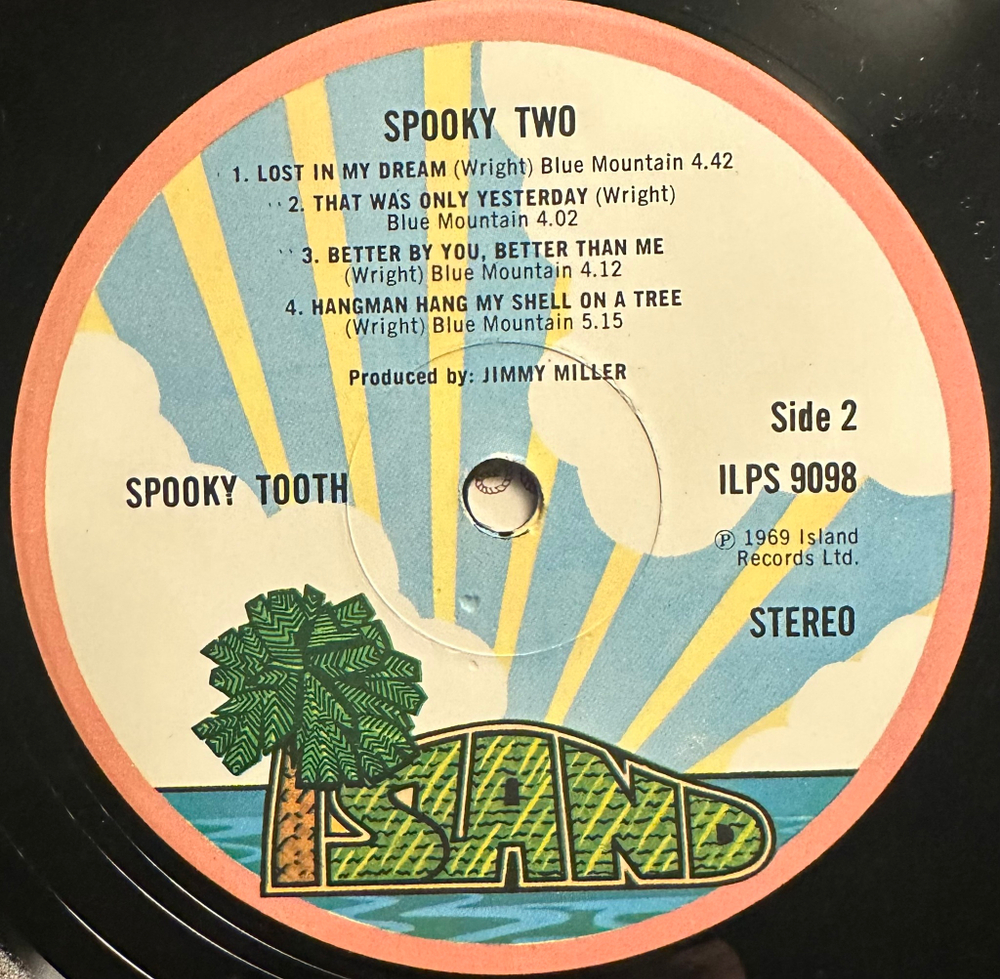 SPOOKY TWO
1. LOST IN MY DREAM (Wright) Blue Mountain 4.42
2. THAT WAS ONLY YESTERDAY (Wright)
Blue Mountain 4.02
3. BETTER BY YOU, BETTER THAN ME
(Wright) Blue Mountain 4.12
4. HANGMAN HANG MY SHELL ON A TREE
(Wright) Blue Mountain 5.15
Produced by: JIMMY MILLER
Side 2
SPOOKY TOOTH
ILPS 9098
℗ 1969 Island
Records Ltd.
STEREO
ISLAND